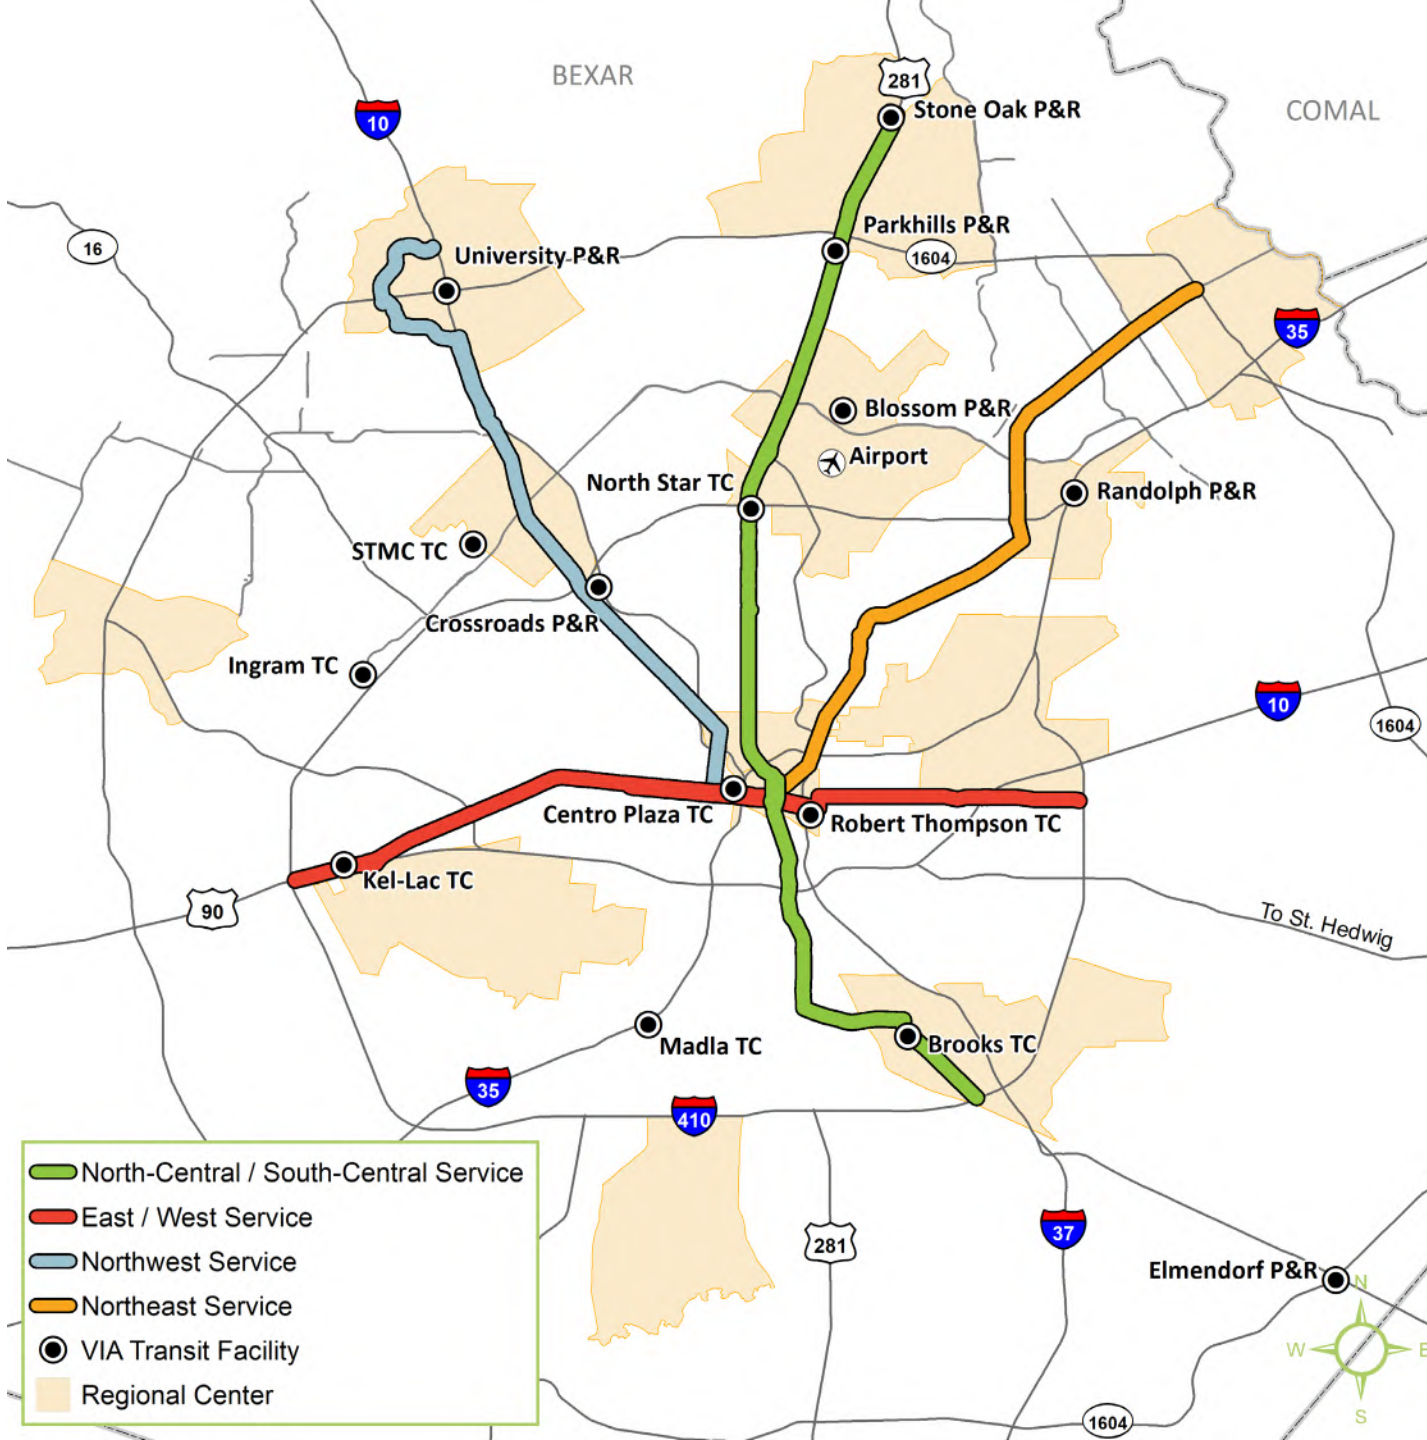 BEXAR
COMAL
281
Stone Oak P&R
10
Parkhills P&R
16
University P&R
1604
35
Blossom P&R
Airport
North Star TC
Randolph P&R
STMC TC
Crossroads P&R
Ingram TC
10
1604
Centro Plaza TC
Robert Thompson TC
Kel-Lac TC
90
To St. Hedwig
Madla TC
Brooks TC
35
410
North-Central / South-Central Service
East / West Service
Northwest Service
Northeast Service
VIA Transit Facility
Regional Center
281
37
Elmendorf P&R
N
W
E
S
1604